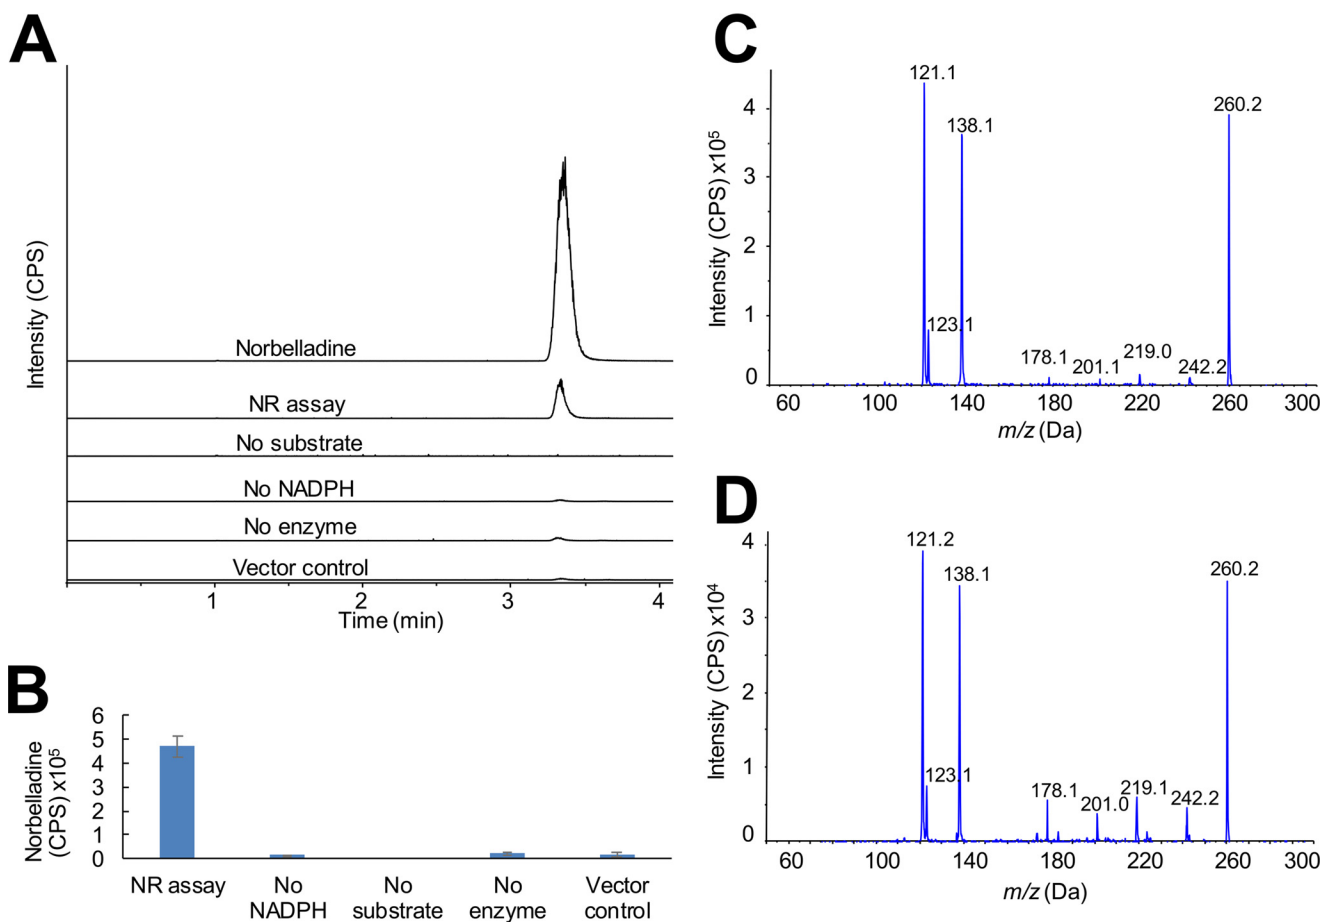 A
Intensity (CPS)
Norbelladine
NR assay
No substrate
No NADPH
No enzyme
Vector control
1 2 3 4
Time (min)
B
Norbelladine
(CPS) x10⁵
6
5
4
3
2
1
0
NR assay No No No Vector
NADPH substrate enzyme control
C
Intensity (CPS) x10⁵
4
3
2
1
0
121.1
260.2
138.1
123.1
178.1
201.1
219.0
242.2
60 100 140 180 220 260 300
m/z (Da)
D
Intensity (CPS) x10⁴
4
3
2
1
0
121.2
138.1
260.2
123.1
178.1
201.0
219.1
242.2
60 100 140 180 220 260 300
m/z (Da)